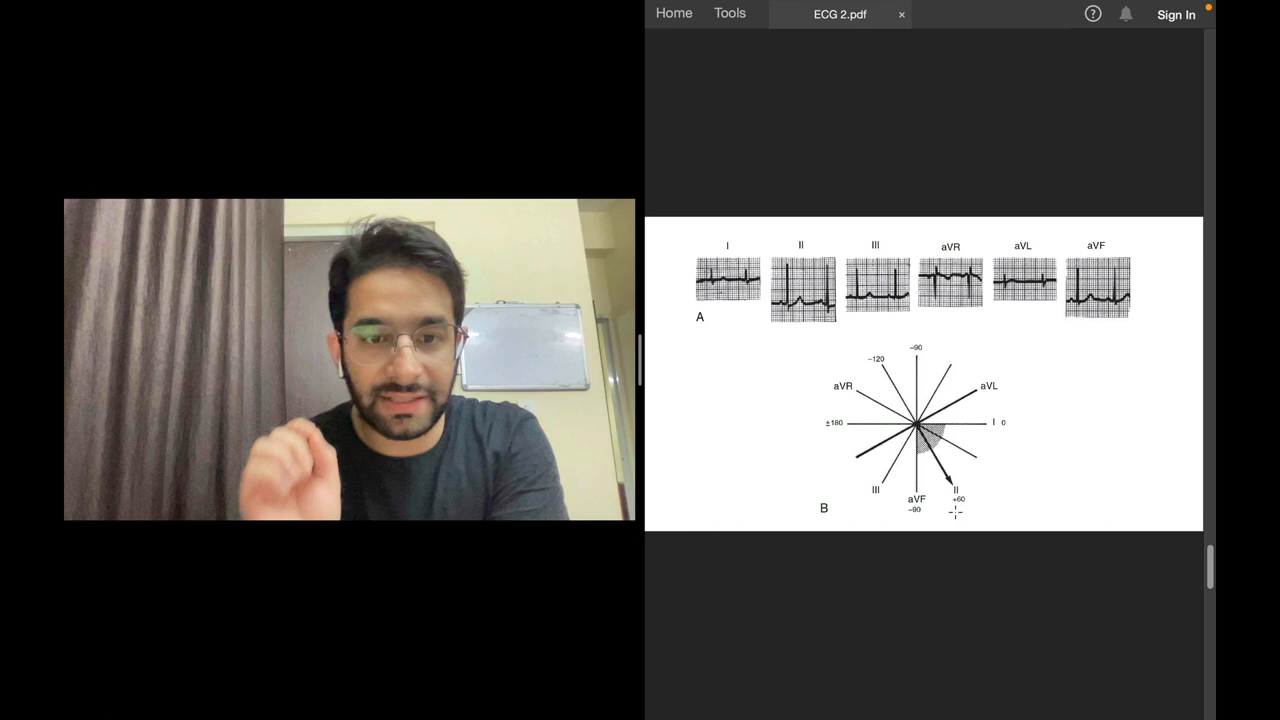 Home Tools ECG 2.pdf × ? Sign In
I II III aVR aVL aVF
A
-90
-120
aVR aVL
±180 I 0
III II
aVF +60
-90
B